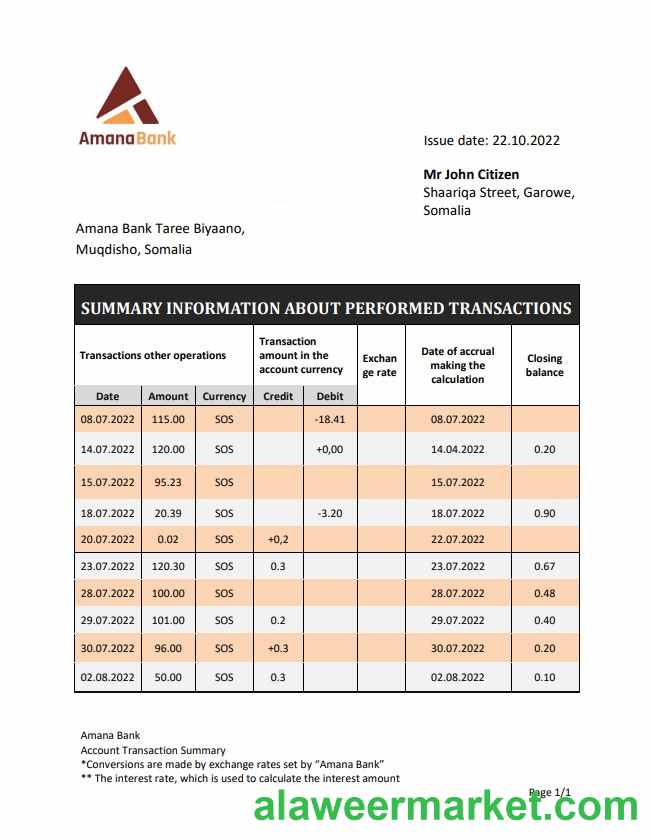 AmanaBank
Issue date: 22.10.2022
Mr John Citizen
Shaariqa Street, Garowe,
Somalia
Amana Bank Taree Biyaano,
Muqdisho, Somalia
SUMMARY INFORMATION ABOUT PERFORMED TRANSACTIONS
Transactions other operations
Transaction
amount in the
account currency
Exchan
ge rate
Date of accrual
making the
calculation
Closing
balance
Date Amount Currency Credit Debit
08.07.2022 115.00 SOS -18.41 08.07.2022
14.07.2022 120.00 SOS +0,00 14.04.2022 0.20
15.07.2022 95.23 SOS 15.07.2022
18.07.2022 20.39 SOS -3.20 18.07.2022 0.90
20.07.2022 0.02 SOS +0,2 22.07.2022
23.07.2022 120.30 SOS 0.3 23.07.2022 0.67
28.07.2022 100.00 SOS 28.07.2022 0.48
29.07.2022 101.00 SOS 0.2 29.07.2022 0.40
30.07.2022 96.00 SOS +0.3 30.07.2022 0.20
02.08.2022 50.00 SOS 0.3 02.08.2022 0.10
Amana Bank
Account Transaction Summary
*Conversions are made by exchange rates set by “Amana Bank”
** The interest rate, which is used to calculate the interest amount
Page 1/1
alaweermarket.com